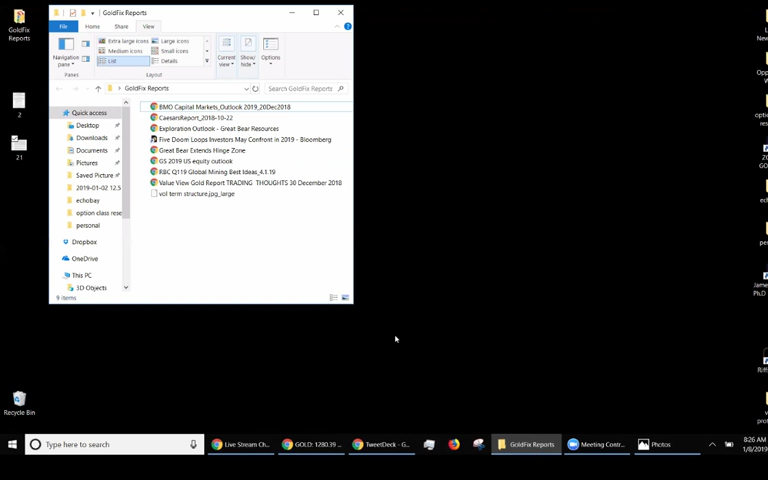 GoldFix Reports
File
Home
Share
View
Navigation pane
Extra large icons
Large icons
Medium icons
Small icons
List
Details
Current view
Show/ hide
Options
Panes
Layout
GoldFix Reports
Search GoldFix Reports
Quick access
Desktop
Downloads
Documents
Pictures
Saved Picture
2019-01-02 12.5
echobay
option class rese
personal
Dropbox
OneDrive
This PC
3D Objects
BMO Capital Markets_Outlook 2019_20Dec2018
CaesarsReport_2018-10-22
Exploration Outlook - Great Bear Resources
Five Doom Loops Investors May Confront in 2019 - Bloomberg
Great Bear Extends Hinge Zone
GS 2019 US equity outlook
RBC Q119 Global Mining Best Ideas_4.1.19
Value View Gold Report TRADING THOUGHTS 30 December 2018
vol term structure.jpg_large
9 items
GoldFix
Reports
2
21
Recycle Bin
Type here to search
Live Stream Ch...
GOLD: 1280.39 ...
TweetDeck - G...
GoldFix Reports
Meeting Contr...
Photos
8:26 AM
1/8/2019